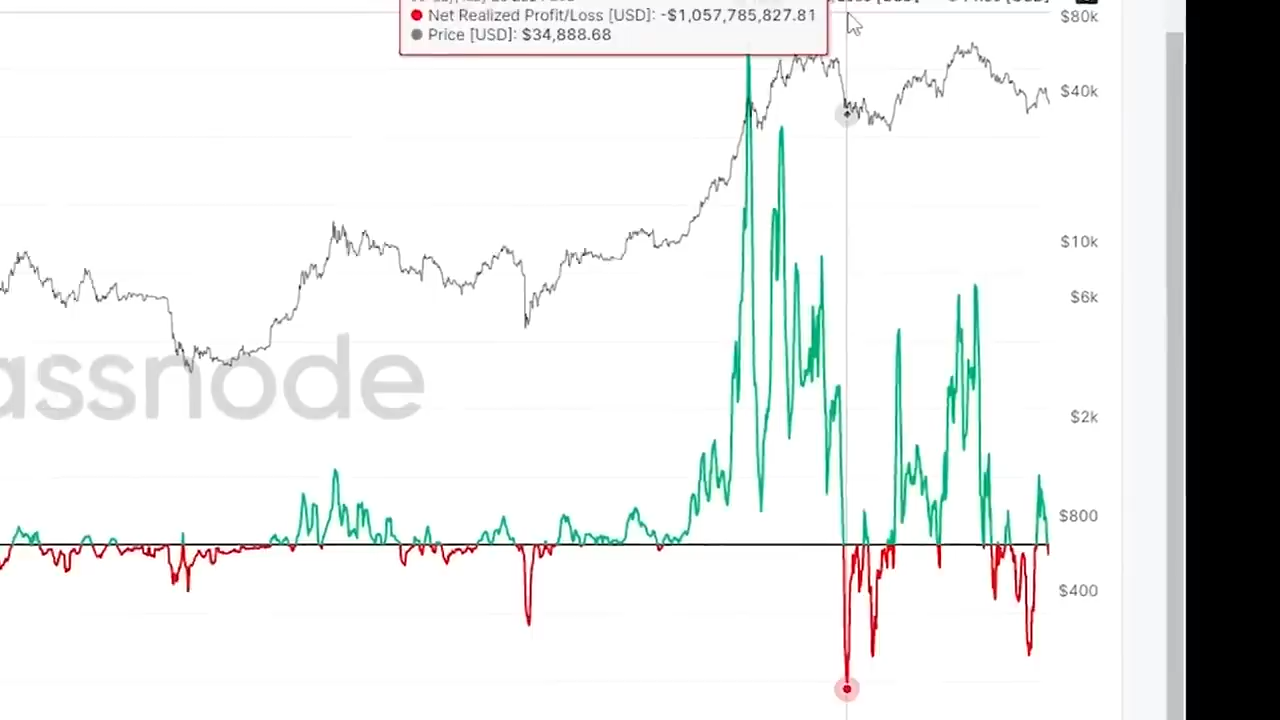 Net Realized Profit/Loss [USD]: -$1,057,785,827.81
Price [USD]: $34,888.68
$80k
$40k
$10k
$6k
assnode
$2k
$800
$400